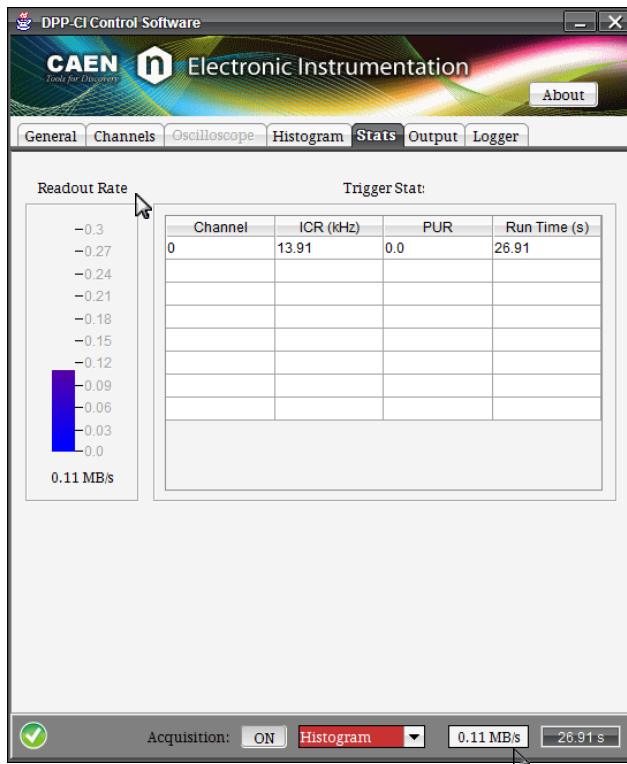 DPP-CI Control Software
CAEN n Electronic Instrumentation
Tools for Discovery
About
General Channels Oscilloscope Histogram Stats Output Logger
Readout Rate
Trigger Stat:
0.3
0.27
0.24
0.21
0.18
0.15
0.12
0.09
0.06
0.03
0.0
0.11 MB/s
Channel ICR (kHz) PUR Run Time (s)
0 13.91 0.0 26.91
Acquisition: ON Histogram 0.11 MB/s 26.91 s